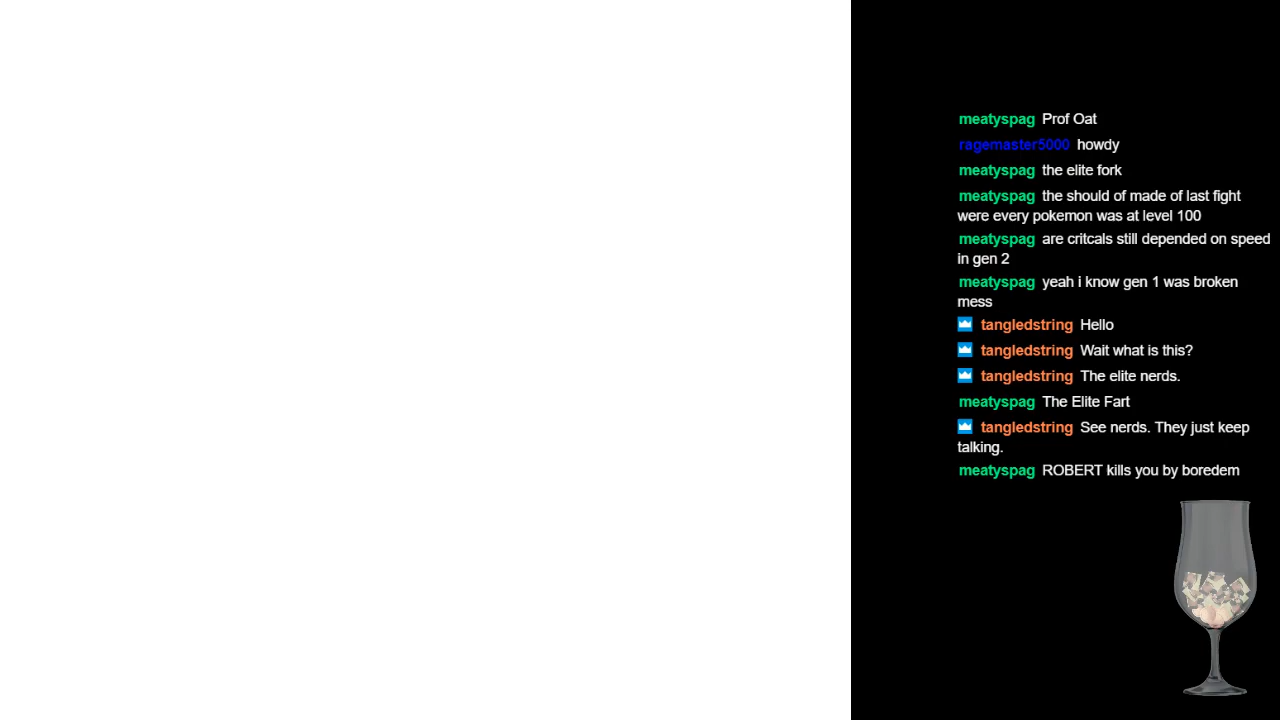 meatyspag Prof Oat
ragemaster5000 howdy
meatyspag the elite fork
meatyspag the should of made of last fight
were every pokemon was at level 100
meatyspag are critcals still depended on speed
in gen 2
meatyspag yeah i know gen 1 was broken
mess
tangledstring Hello
tangledstring Wait what is this?
tangledstring The elite nerds.
meatyspag The Elite Fart
tangledstring See nerds. They just keep
talking.
meatyspag ROBERT kills you by boredem